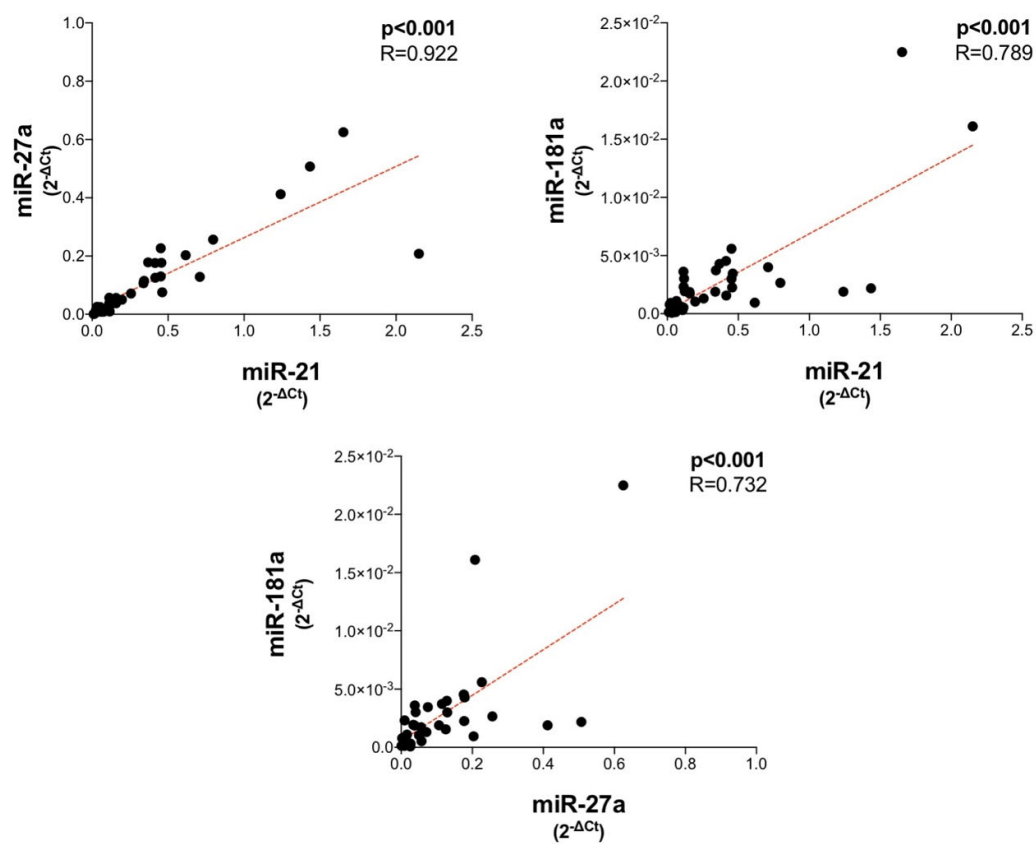 p<0.001
R=0.922
1.0
0.8
0.6
0.4
0.2
0.0
miR-27a
(2-ΔCt)
0.0 0.5 1.0 1.5 2.0 2.5
miR-21
(2-ΔCt)
p<0.001
R=0.789
2.5×10-2
2.0×10-2
1.5×10-2
1.0×10-2
5.0×10-3
0.0
miR-181a
(2-ΔCt)
0.0 0.5 1.0 1.5 2.0 2.5
miR-21
(2-ΔCt)
p<0.001
R=0.732
2.5×10-2
2.0×10-2
1.5×10-2
1.0×10-2
5.0×10-3
0.0
miR-181a
(2-ΔCt)
0.0 0.2 0.4 0.6 0.8 1.0
miR-27a
(2-ΔCt)